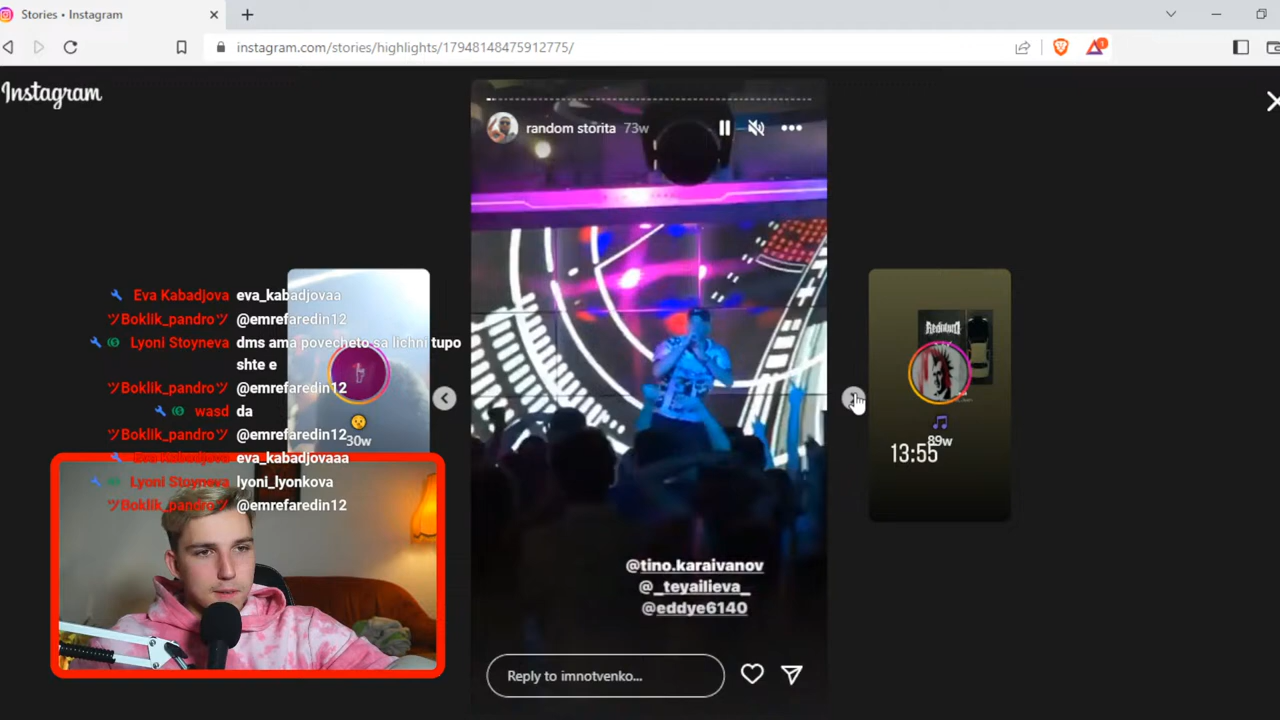 Stories • Instagram
instagram.com/stories/highlights/17948148475912775/
1
Instagram
random storita 73w
Eva Kabadjova eva_kabadjovaa
ツBoklik_pandroツ @emrefaredin12
Lyoni Stoyneva dms ama povecheto sa lichni tupo
shte e
ツBoklik_pandroツ @emrefaredin12
wasd da
ツBoklik_pandroツ @emrefaredin12
Eva Kabadjova eva_kabadjovaaa
Lyoni Stoyneva lyoni_lyonkova
ツBoklik_pandroツ @emrefaredin12
30w
89w
13:55
@tino.karaivanov
@_teyailieva_
@eddye6140
Reply to imnotvenko...